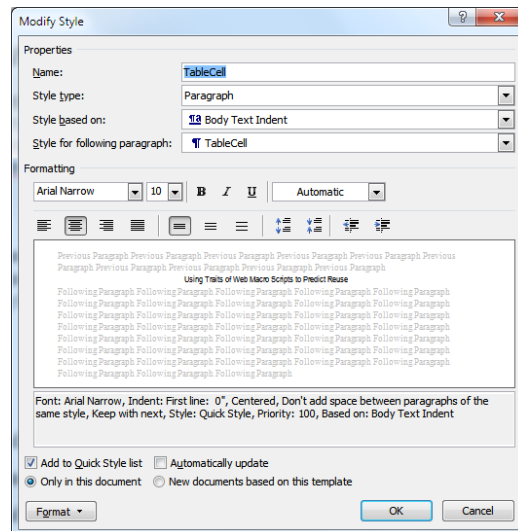 Modify Style
Properties
Name: TableCell
Style type: Paragraph
Style based on: ¶a Body Text Indent
Style for following paragraph: ¶ TableCell
Formatting
Arial Narrow 10 B I U Automatic
Previous Paragraph Previous Paragraph Previous Paragraph Previous Paragraph Previous
Paragraph Previous Paragraph Previous Paragraph Previous Paragraph
Using Traits of Web Macro Scripts to Predict Reuse
Following Paragraph Following Paragraph Following Paragraph Following Paragraph
Following Paragraph Following Paragraph Following Paragraph Following Paragraph
Following Paragraph Following Paragraph Following Paragraph Following Paragraph
Following Paragraph Following Paragraph Following Paragraph Following Paragraph
Following Paragraph Following Paragraph Following Paragraph Following Paragraph
Following Paragraph Following Paragraph Following Paragraph Following Paragraph
Following Paragraph Following Paragraph Following Paragraph Following Paragraph
Following Paragraph Following Paragraph Following Paragraph
Font: Arial Narrow, Indent: First line: 0", Centered, Don't add space between paragraphs of the
same style, Keep with next, Style: Quick Style, Priority: 100, Based on: Body Text Indent
Add to Quick Style list Automatically update
Only in this document New documents based on this template
Format OK Cancel